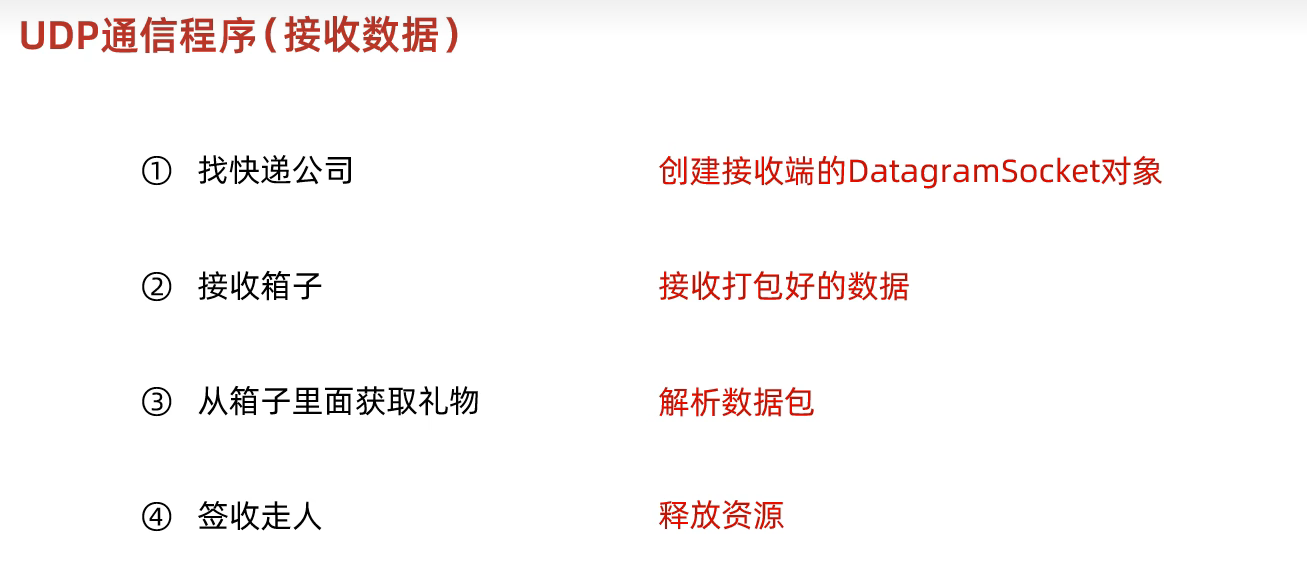 UDP通信程序(接收数据)
① 找快递公司 创建接收端的DatagramSocket对象
② 接收箱子 接收打包好的数据
③ 从箱子里面获取礼物 解析数据包
④ 签收走人 释放资源